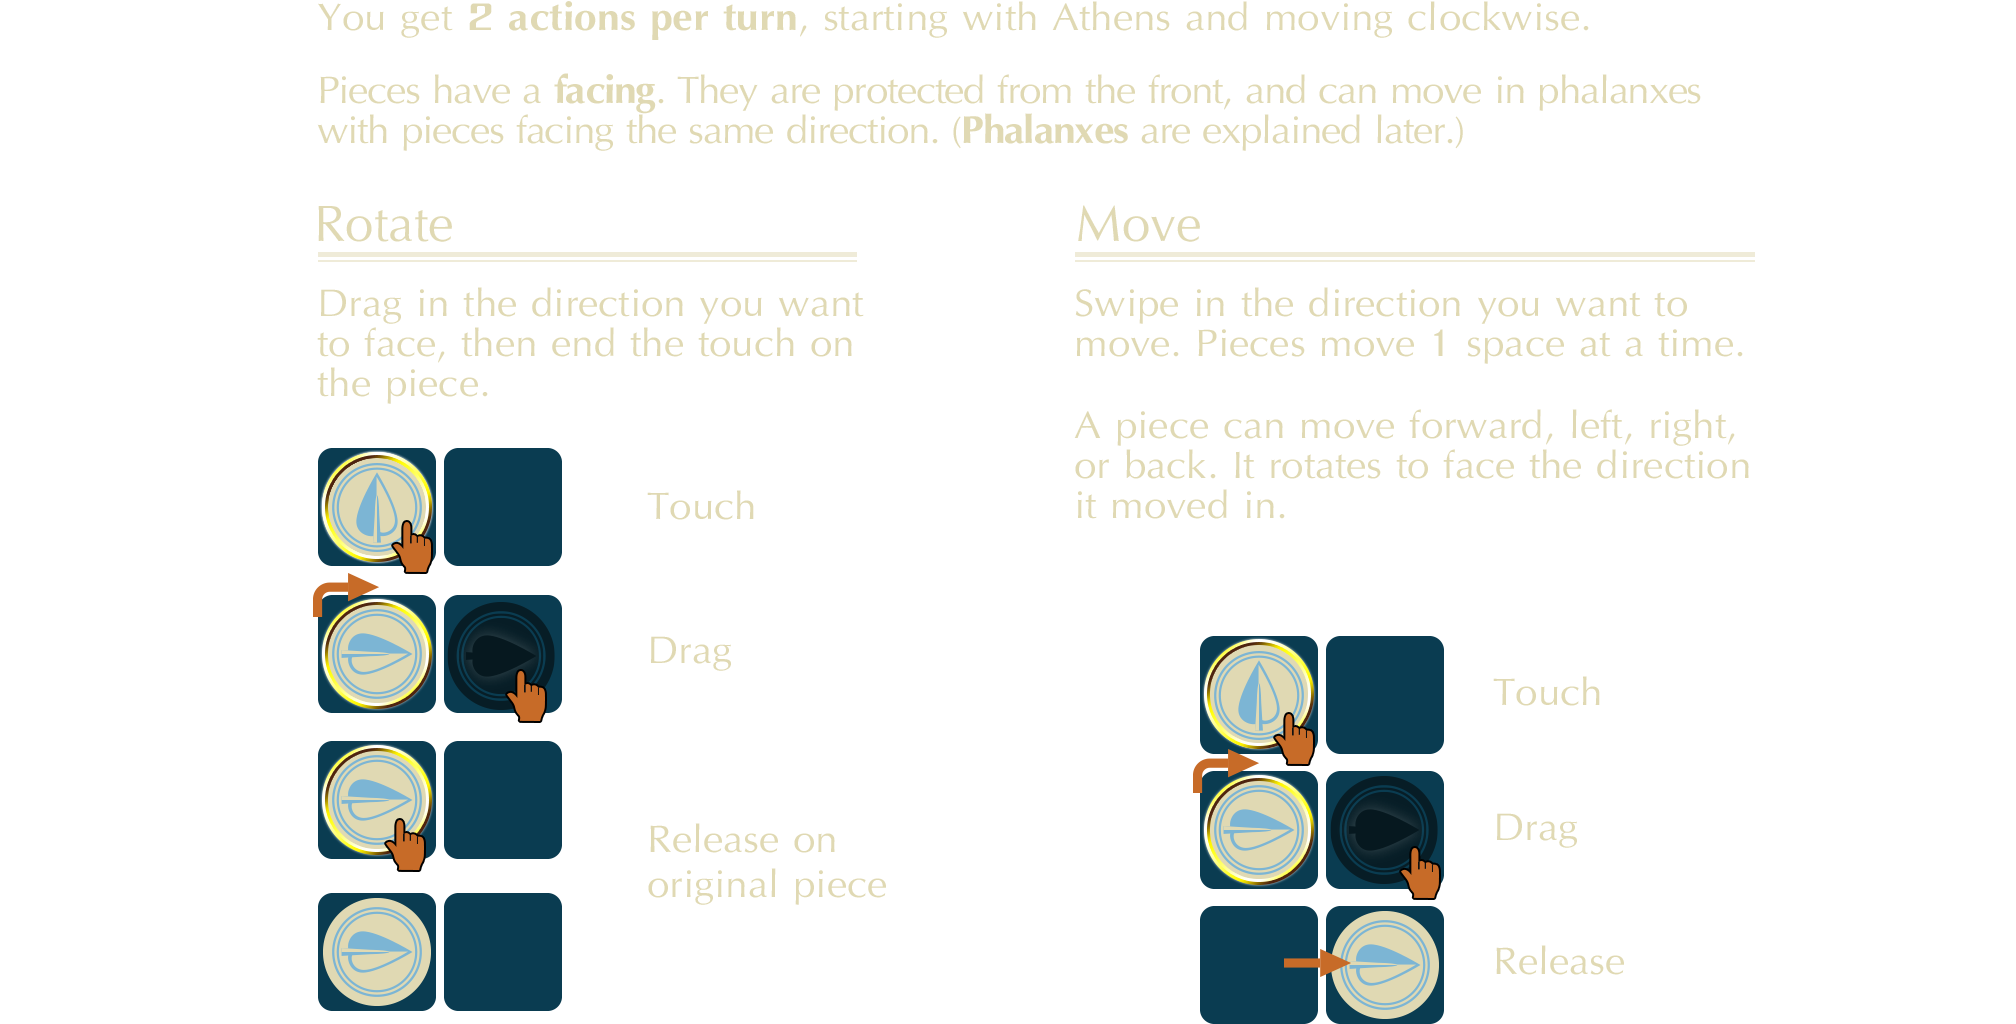 You get 2 actions per turn, starting with Athens and moving clockwise.
Pieces have a facing. They are protected from the front, and can move in phalanxes
with pieces facing the same direction. (Phalanxes are explained later.)
Rotate
Drag in the direction you want
to face, then end the touch on
the piece.
Touch
Drag
Release on
original piece
Move
Swipe in the direction you want to
move. Pieces move 1 space at a time.
A piece can move forward, left, right,
or back. It rotates to face the direction
it moved in.
Touch
Drag
Release